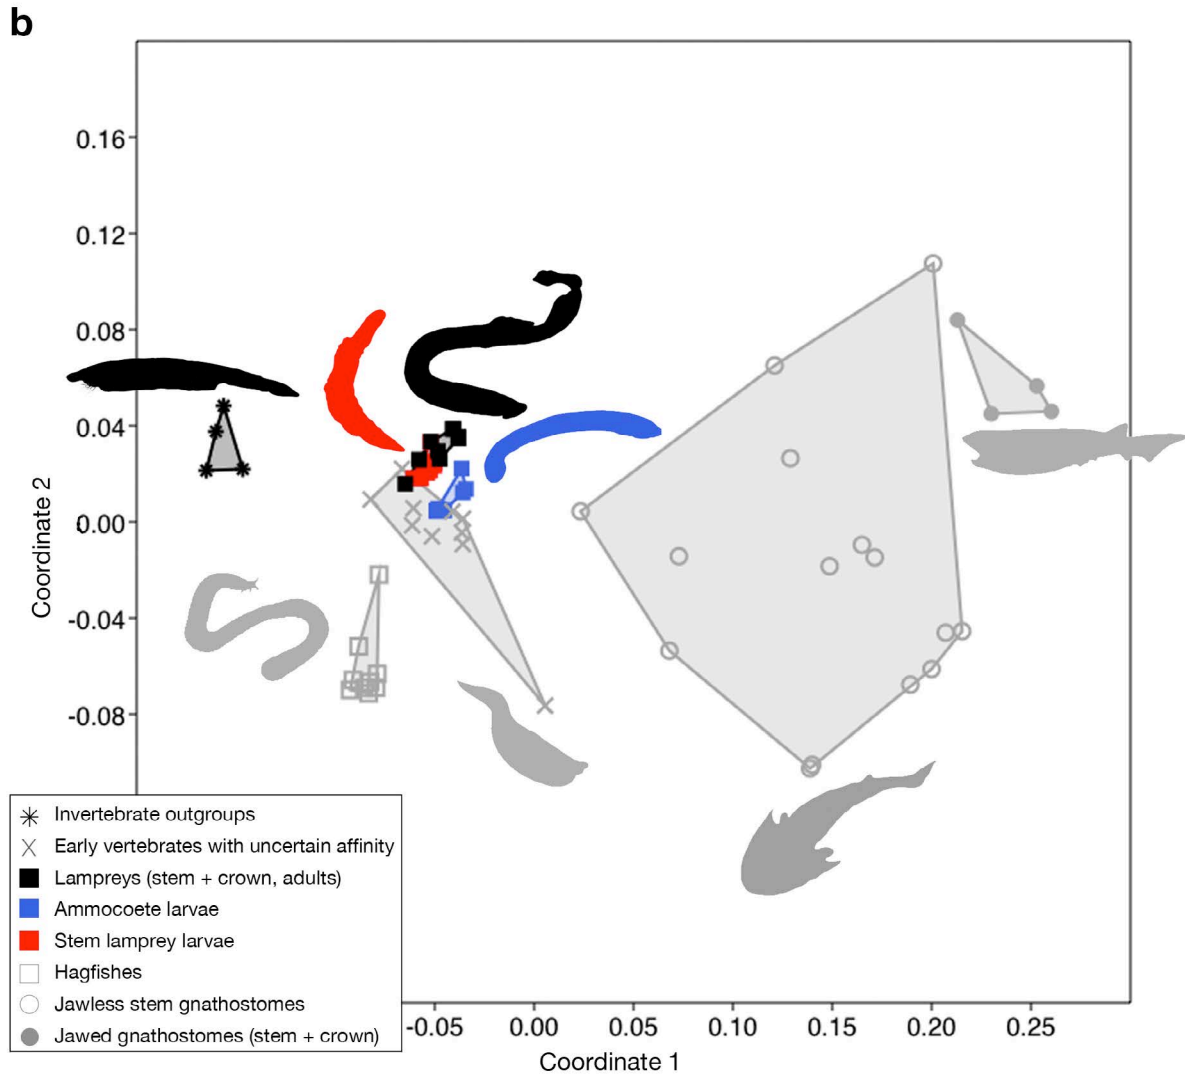 b
0.16
0.12
0.08
0.04
0.00
-0.04
-0.08
Coordinate 2
Invertebrate outgroups
Early vertebrates with uncertain affinity
Lampreys (stem + crown, adults)
Ammocoete larvae
Stem lamprey larvae
Hagfishes
Jawless stem gnathostomes
Jawed gnathostomes (stem + crown)
-0.05 0.00 0.05 0.10 0.15 0.20 0.25
Coordinate 1